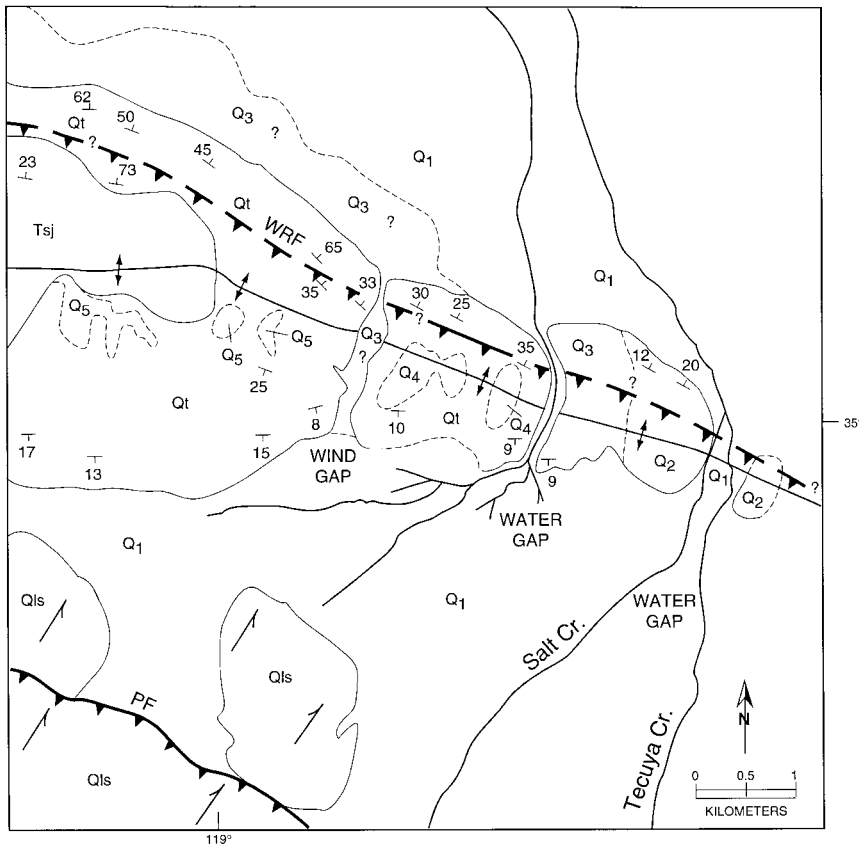 62
50
Qt
?
45
23
73
Q3
?
Q1
Qt
Q3
?
Tsj
WRF
65
35
33
30
?
25
Q1
Q5
Q5
Q5
Q3
?
Q4
35
Q3
12
?
20
25
Qt
8
10
Qt
Q4
9
Q2
35°
17
13
15
WIND
GAP
9
Q1
Q2
?
WATER
GAP
Q1
Q1
Qls
WATER
GAP
Salt Cr.
Qls
PF
N
Qls
Tecuya Cr.
0 0.5 1
KILOMETERS
119°